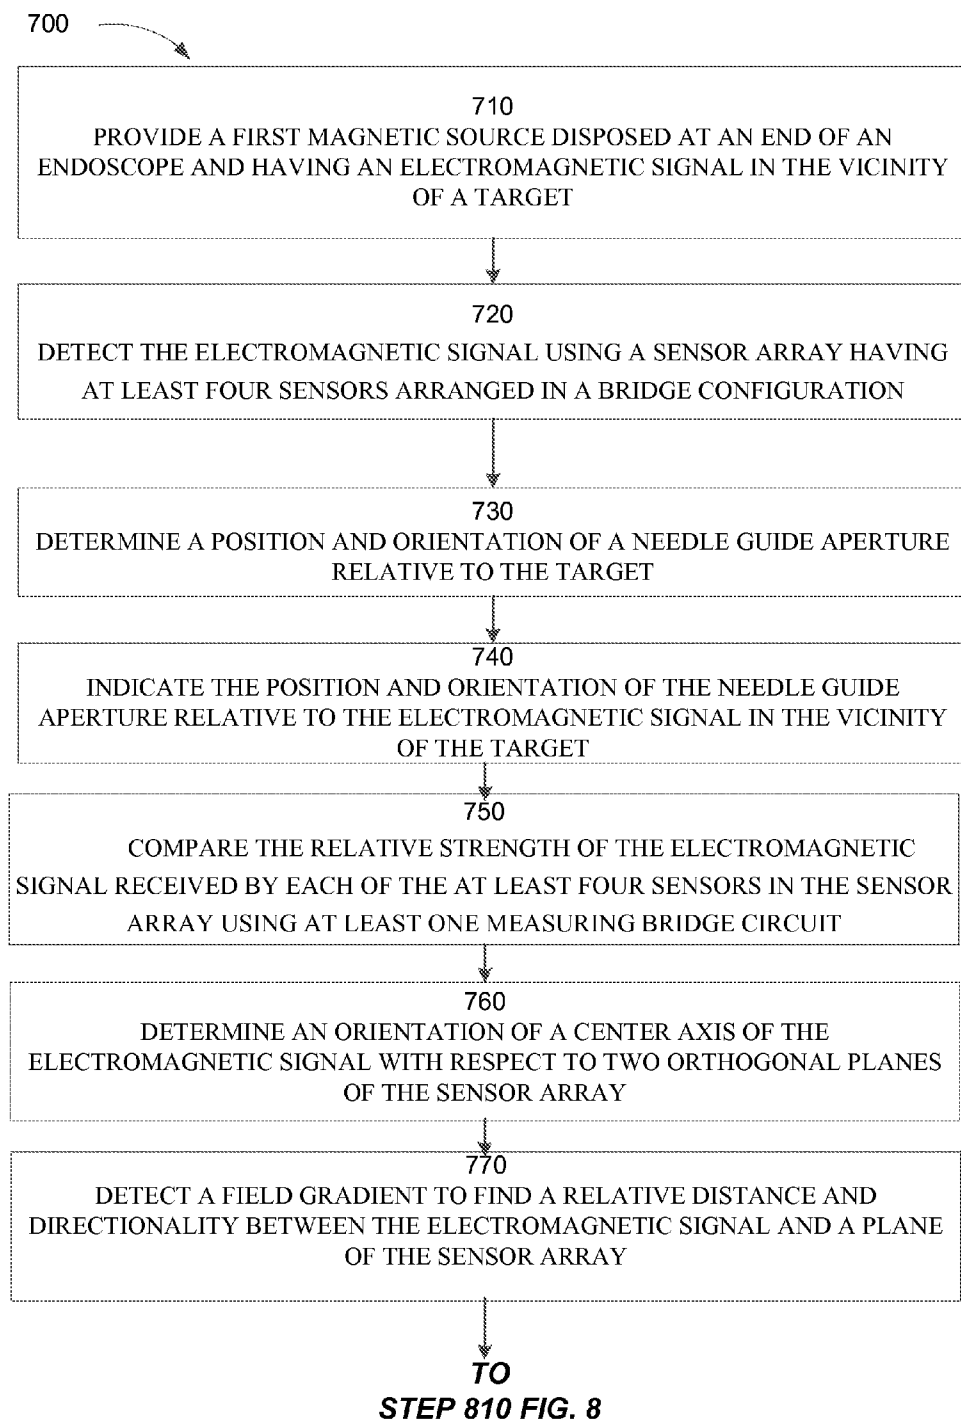 700
710
PROVIDE A FIRST MAGNETIC SOURCE DISPOSED AT AN END OF AN
ENDOSCOPE AND HAVING AN ELECTROMAGNETIC SIGNAL IN THE VICINITY
OF A TARGET
720
DETECT THE ELECTROMAGNETIC SIGNAL USING A SENSOR ARRAY HAVING
AT LEAST FOUR SENSORS ARRANGED IN A BRIDGE CONFIGURATION
730
DETERMINE A POSITION AND ORIENTATION OF A NEEDLE GUIDE APERTURE
RELATIVE TO THE TARGET
740
INDICATE THE POSITION AND ORIENTATION OF THE NEEDLE GUIDE
APERTURE RELATIVE TO THE ELECTROMAGNETIC SIGNAL IN THE VICINITY
OF THE TARGET
750
COMPARE THE RELATIVE STRENGTH OF THE ELECTROMAGNETIC
SIGNAL RECEIVED BY EACH OF THE AT LEAST FOUR SENSORS IN THE SENSOR
ARRAY USING AT LEAST ONE MEASURING BRIDGE CIRCUIT
760
DETERMINE AN ORIENTATION OF A CENTER AXIS OF THE
ELECTROMAGNETIC SIGNAL WITH RESPECT TO TWO ORTHOGONAL PLANES
OF THE SENSOR ARRAY
770
DETECT A FIELD GRADIENT TO FIND A RELATIVE DISTANCE AND
DIRECTIONALITY BETWEEN THE ELECTROMAGNETIC SIGNAL AND A PLANE
OF THE SENSOR ARRAY
TO
STEP 810 FIG. 8